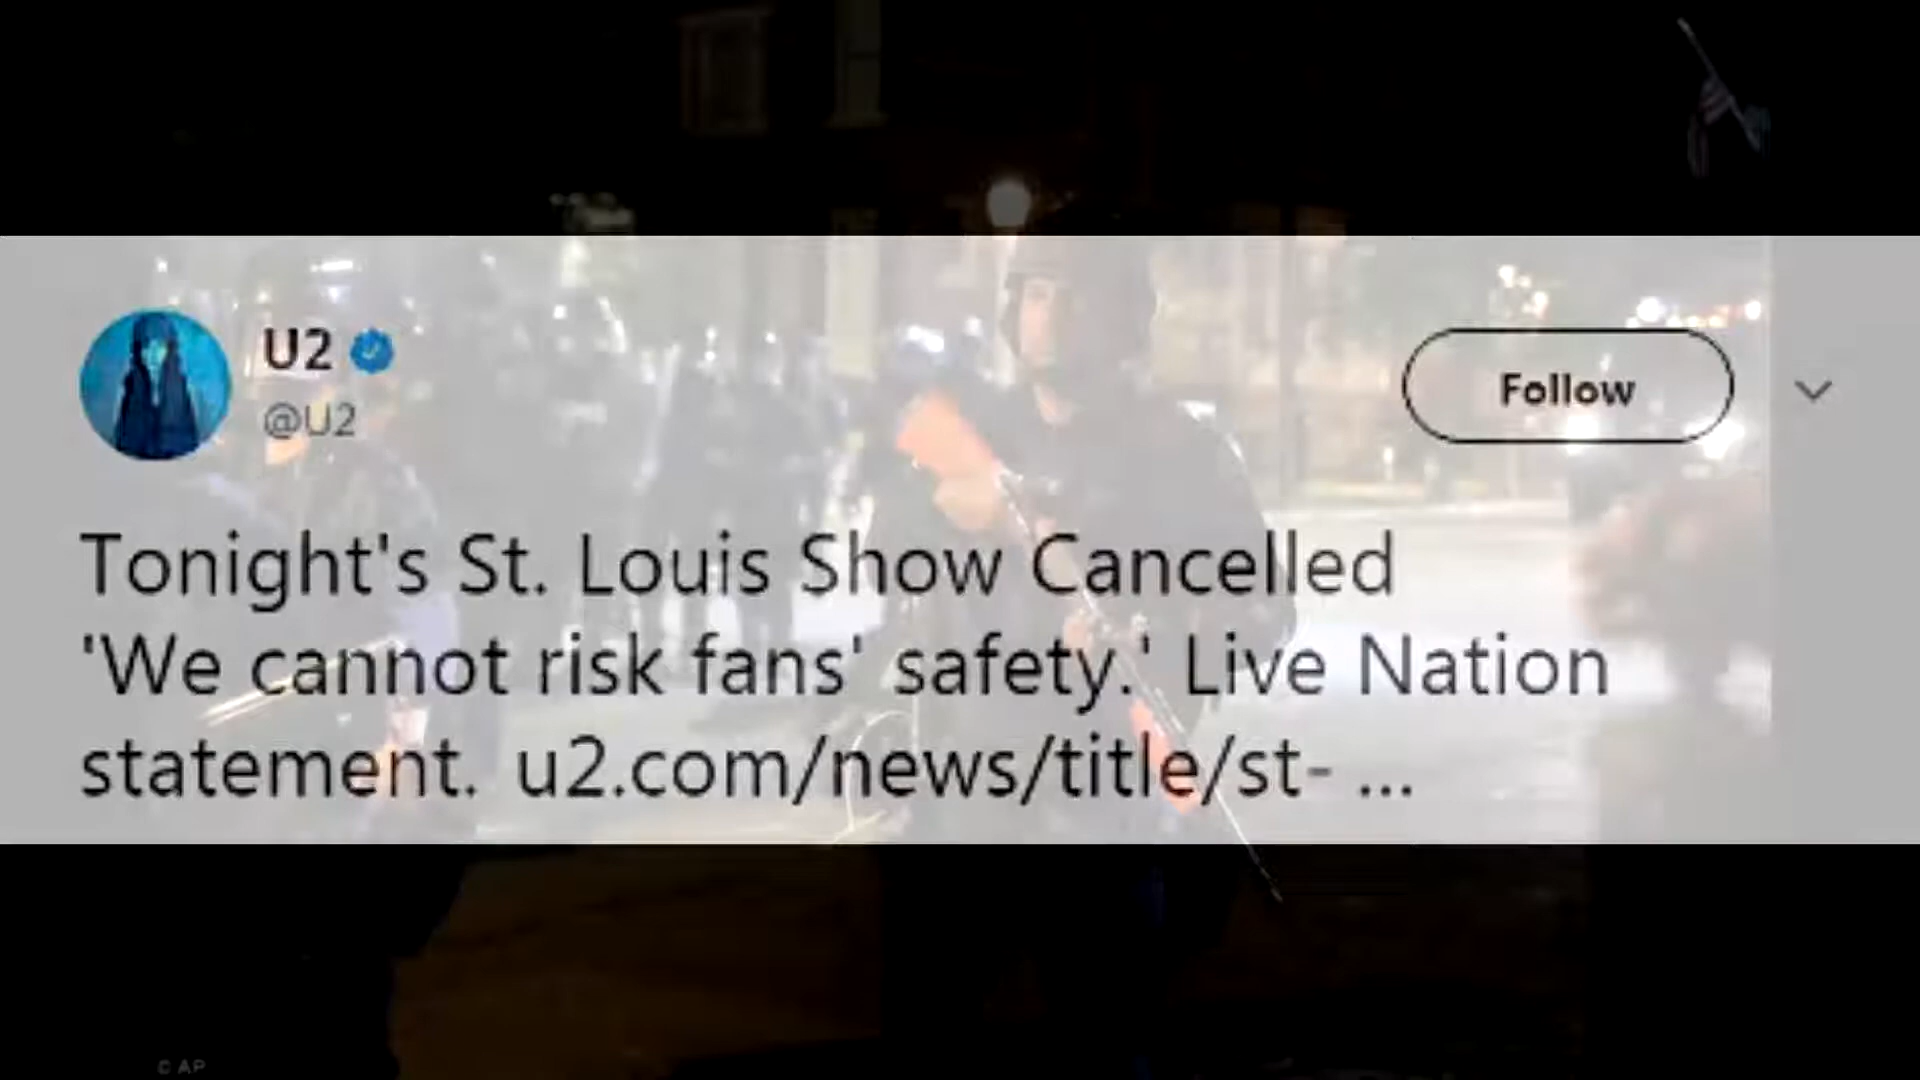 U2
@U2
Follow
Tonight's St. Louis Show Cancelled
'We cannot risk fans' safety.' Live Nation
statement. u2.com/news/title/st- ...
© AP